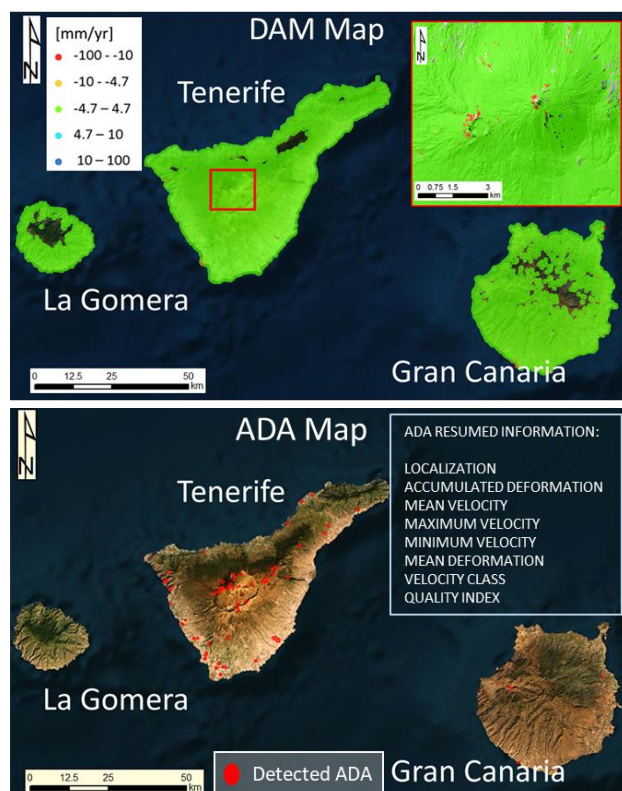 DAM Map
[mm/yr]
-100 - -10
-10 – -4.7
-4.7 – 4.7
4.7 – 10
10 – 100
N
Tenerife
N
0 0.75 1.5 3
km
La Gomera
Gran Canaria
0 12.5 25 50
km
N
ADA Map
ADA RESUMED INFORMATION:
LOCALIZATION
ACCUMULATED DEFORMATION
MEAN VELOCITY
MAXIMUM VELOCITY
MINIMUM VELOCITY
MEAN DEFORMATION
VELOCITY CLASS
QUALITY INDEX
Tenerife
La Gomera
Gran Canaria
0 12.5 25 50
km
Detected ADA